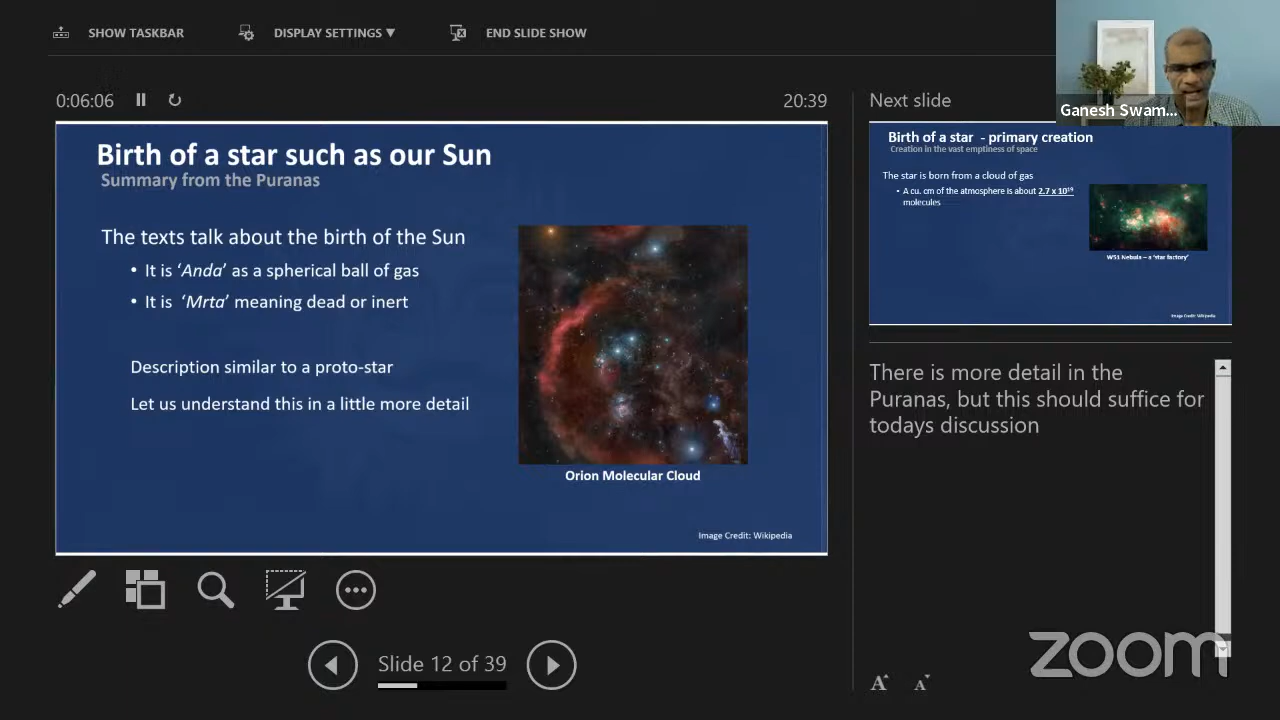 SHOW TASKBAR
DISPLAY SETTINGS ▼
END SLIDE SHOW
0:06:06
20:39
Next slide
Ganesh Swam...
Birth of a star such as our Sun
Summary from the Puranas
The texts talk about the birth of the Sun
• It is ‘Anda’ as a spherical ball of gas
• It is ‘Mrta’ meaning dead or inert
Description similar to a proto-star
Let us understand this in a little more detail
Orion Molecular Cloud
Image Credit: Wikipedia
Birth of a star - primary creation
Creation in the vast emptiness of space
The star is born from a cloud of gas
• A cu. cm of the atmosphere is about 2.7 x 10¹⁹
molecules
W51 Nebula – a ‘star factory’
Image Credit: Wikipedia
There is more detail in the
Puranas, but this should suffice for
todays discussion
Slide 12 of 39
A A
zoom